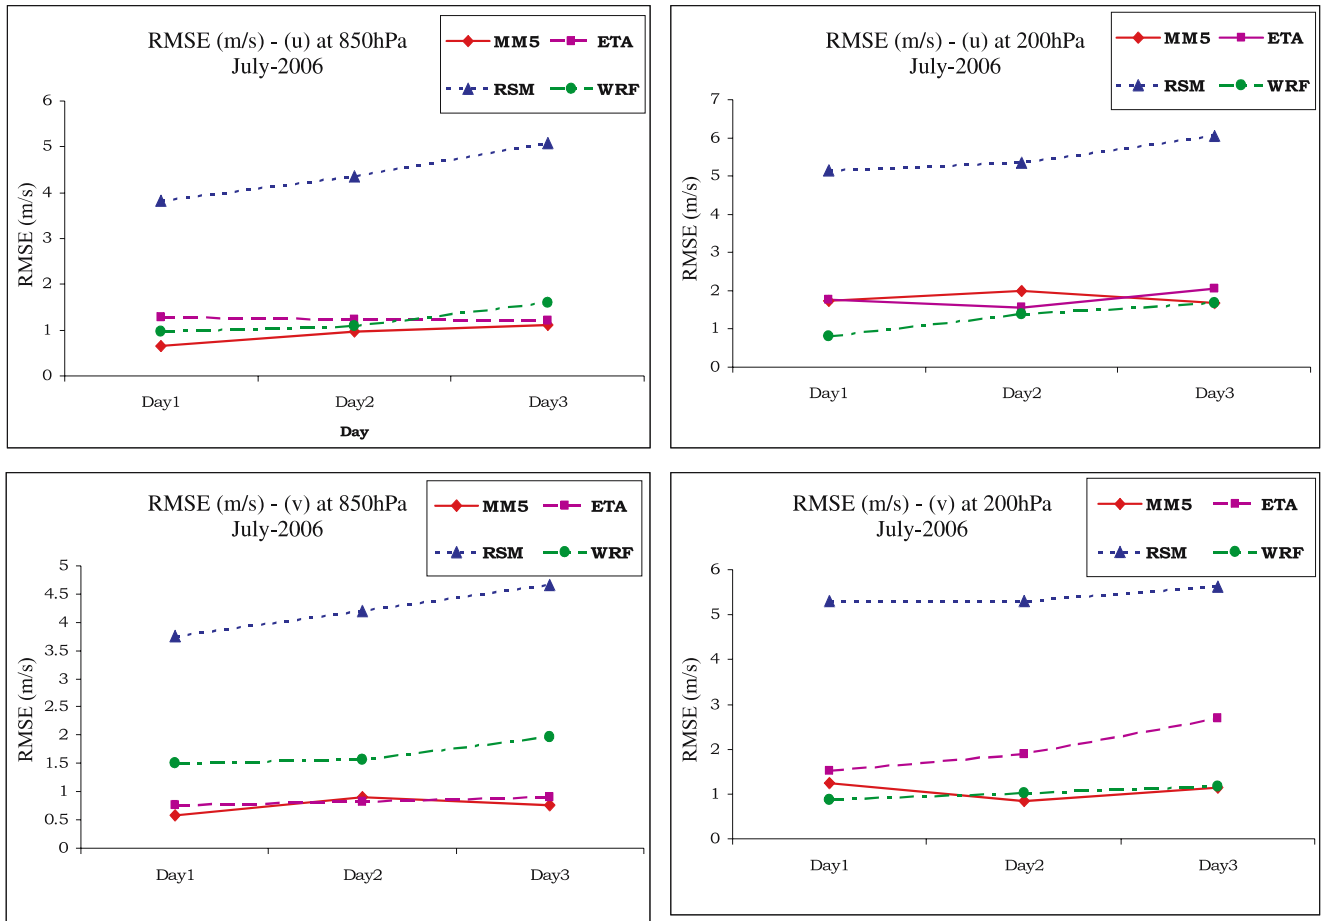 RMSE (m/s) - (u) at 850hPa
July-2006
MM5 ETA
RSM WRF
6
5
4
3
2
1
0
RMSE (m/s)
Day1 Day2 Day3
Day
RMSE (m/s) - (u) at 200hPa
July-2006
MM5 ETA
RSM WRF
7
6
5
4
3
2
1
0
RMSE (m/s)
Day1 Day2 Day3
RMSE (m/s) - (v) at 850hPa
July-2006
MM5 ETA
RSM WRF
5
4.5
4
3.5
3
2.5
2
1.5
1
0.5
0
RMSE (m/s)
Day1 Day2 Day3
RMSE (m/s) - (v) at 200hPa
July-2006
MM5 ETA
RSM WRF
6
5
4
3
2
1
0
RMSE (m/s)
Day1 Day2 Day3